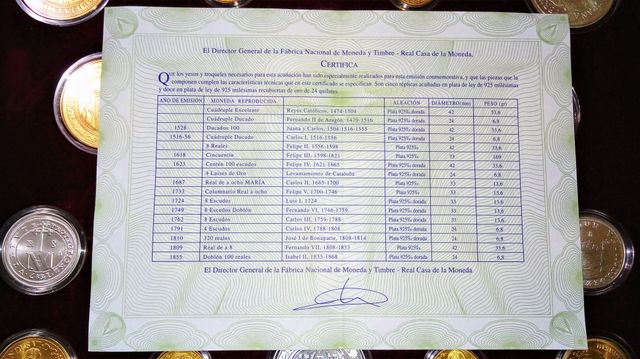 El Director General de la Fábrica Nacional de Moneda y Timbre - Real Casa de la Moneda.
CERTIFICA
Que los yesos y troqueles necesarios para esta acuñación han sido especialmente realizados para esta emisión conmemorativa, y que las piezas que la
componen cumplen las características técnicas que en este certificado se especifican. Son cinco réplicas acuñadas en plata de ley de 925 milésimas
y doce en plata de ley de 925 milésimas recubiertas de oro de 24 quilates.
AÑO DE EMISIÓN MONEDA REPRODUCIDA ALEACIÓN DIÁMETRO (mm) PESO (g)
Cuádruple Excelente Reyes Católicos, 1474-1504 Plata 925‰ dorada 42 33,6
Cuádruple Ducado Fernando II de Aragón, 1479-1516 Plata 925‰ dorada 24 6,8
1528 Ducados 100 Juana y Carlos, 1504-1516-1555 Plata 925‰ dorada 42 33,6
1516-56 Cuádruple Ducado Carlos I, 1516-1556 Plata 925‰ dorada 24 6,8
8 Reales Felipe II, 1556-1598 Plata 925‰ 42 33,6
1618 Cincuentín Felipe III, 1598-1621 Plata 925‰ 73 169
1623 Centén 100 escudos Felipe IV, 1621-1665 Plata 925‰ dorada 42 33,6
4 Luises de Oro Levantamiento de Cataluña Plata 925‰ dorada 24 6,8
1687 Real de a ocho MARÍA Carlos II, 1665-1700 Plata 925‰ 33 13,6
1732 Columnario Real a 8 Felipe V, 1700-1746 Plata 925‰ 33 13,6
1724 8 Escudos Luis I, 1724 Plata 925‰ dorada 33 13,6
1749 8 Escudos Doblón Fernando VI, 1746-1759 Plata 925‰ dorada 33 13,6
1762 8 Escudos Carlos III, 1759-1788 Plata 925‰ dorada 33 13,6
1791 4 Escudos Carlos IV, 1788-1808 Plata 925‰ dorada 24 6,8
1810 320 reales José I de Bonaparte, 1808-1814 Plata 925‰ dorada 24 6,8
1809 Real de a 8 Fernando VII, 1808-1833 Plata 925‰ 42 33,6
1855 Doblón 100 reales Isabel II, 1833-1868 Plata 925‰ dorada 24 6,8
El Director General de la Fábrica Nacional de Moneda y Timbre - Real Casa de la Moneda.